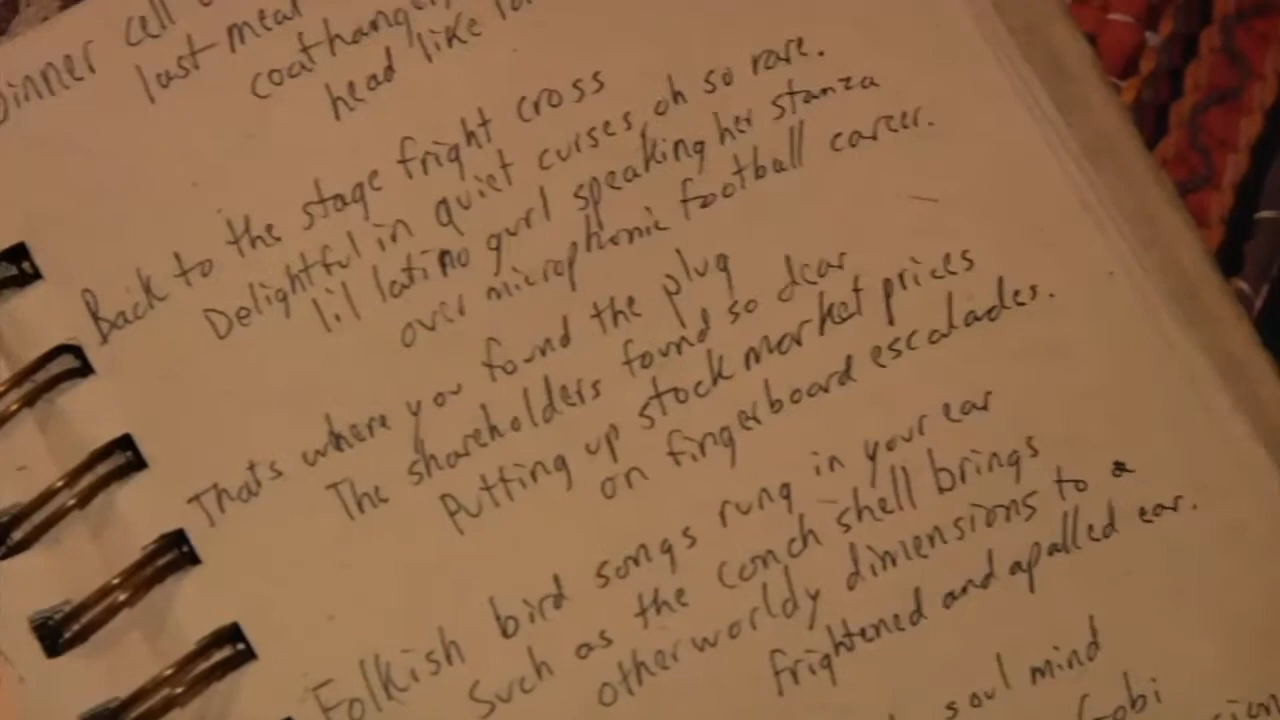 Dinner cell
last meal
coathanger
head like
Back to the stage fright cross
Delightful in quiet curses, oh so rare.
lil latino gurl speaking her stanza
over microphonic football career.
Thats where you found the plug
The shareholders found so dear
Putting up stock market prices
on fingerboard escalades.
Folkish bird songs rung in your ear
Such as the conch shell brings
otherworldy dimensions to a
frightened and apalled ear.
soul mind
Gobi